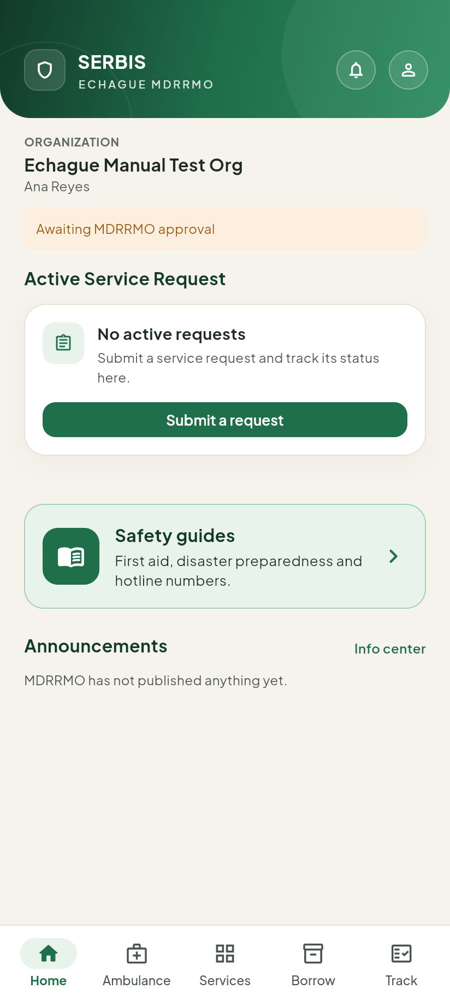 SERBIS
ECHAGUE MDRRMO
ORGANIZATION
Echague Manual Test Org
Ana Reyes
Awaiting MDRRMO approval
Active Service Request
No active requests
Submit a service request and track its status
here.
Submit a request
Safety guides
First aid, disaster preparedness and
hotline numbers.
Announcements
Info center
MDRRMO has not published anything yet.
Home
Ambulance
Services
Borrow
Track